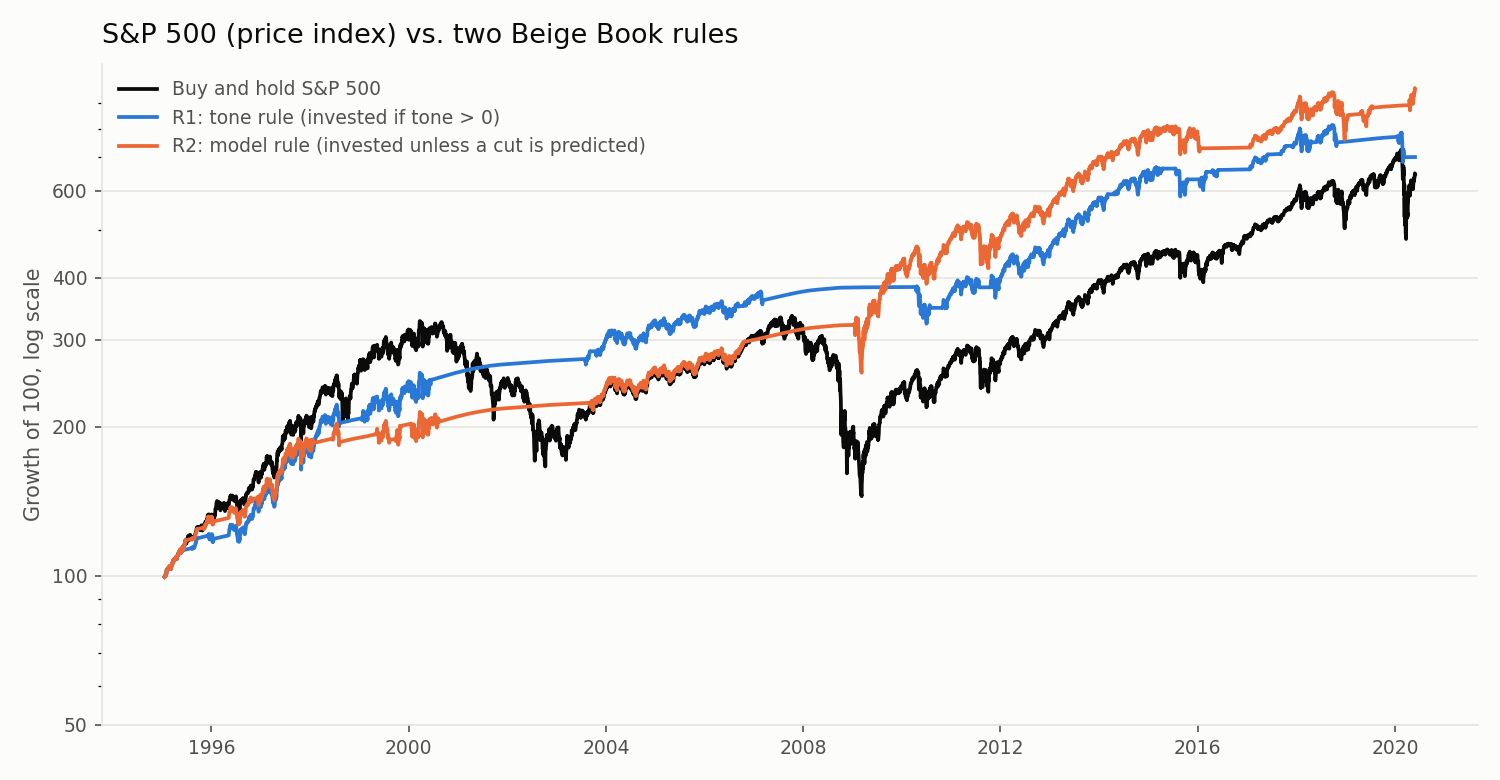 S&P 500 (price index) vs. two Beige Book rules
Buy and hold S&P 500
R1: tone rule (invested if tone > 0)
R2: model rule (invested unless a cut is predicted)
Growth of 100, log scale
600
400
300
200
100
50
1996 2000 2004 2008 2012 2016 2020